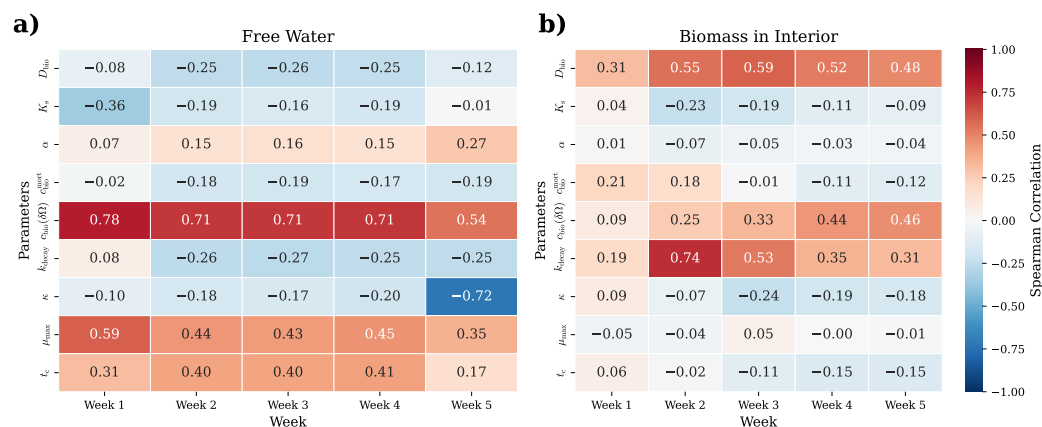 a)
Free Water
Parameters
D_bio −0.08 −0.25 −0.26 −0.25 −0.12
K_s −0.36 −0.19 −0.16 −0.19 −0.01
α 0.07 0.15 0.16 0.15 0.27
c_bio^mort −0.02 −0.18 −0.19 −0.17 −0.19
c_bio(δΩ) 0.78 0.71 0.71 0.71 0.54
k_decay 0.08 −0.26 −0.27 −0.25 −0.25
κ −0.10 −0.18 −0.17 −0.20 −0.72
μ_max 0.59 0.44 0.43 0.45 0.35
t_c 0.31 0.40 0.40 0.41 0.17
Week 1 Week 2 Week 3 Week 4 Week 5
Week
b)
Biomass in Interior
Parameters
D_bio 0.31 0.55 0.59 0.52 0.48
K_s 0.04 −0.23 −0.19 −0.11 −0.09
α 0.01 −0.07 −0.05 −0.03 −0.04
c_bio^mort 0.21 0.18 −0.01 −0.11 −0.12
c_bio(δΩ) 0.09 0.25 0.33 0.44 0.46
k_decay 0.19 0.74 0.53 0.35 0.31
κ 0.09 −0.07 −0.24 −0.19 −0.18
μ_max −0.05 −0.04 0.05 −0.00 −0.01
t_c 0.06 −0.02 −0.11 −0.15 −0.15
Week 1 Week 2 Week 3 Week 4 Week 5
Week
1.00
0.75
0.50
0.25
0.00
−0.25
−0.50
−0.75
−1.00
Spearman Correlation